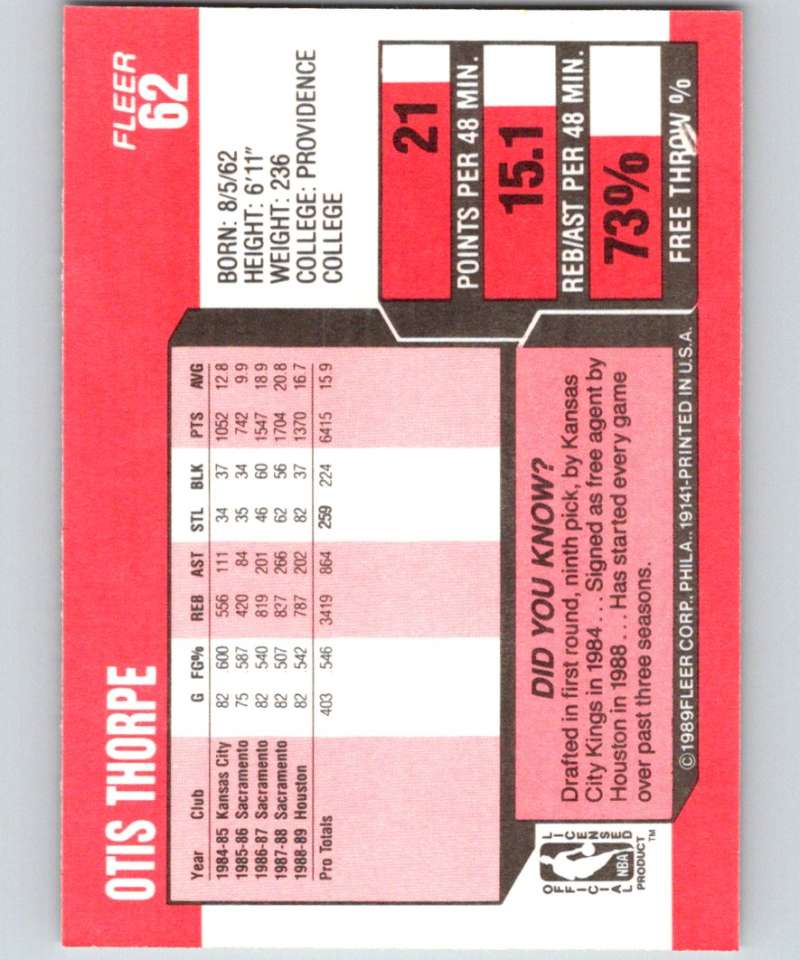 OTIS THORPE
FLEER
62
Year Club G FG% REB AST STL BLK PTS AVG
1984-85 Kansas City 82 .600 556 111 34 37 1052 12.8
1985-86 Sacramento 75 .587 420 84 35 34 742 9.9
1986-87 Sacramento 82 .540 819 201 46 60 1547 18.9
1987-88 Sacramento 82 .507 827 266 62 56 1704 20.8
1988-89 Houston 82 .542 787 202 82 37 1370 16.7
Pro Totals 403 .546 3419 864 259 224 6415 15.9
BORN: 8/5/62
HEIGHT: 6'11"
WEIGHT: 236
COLLEGE: PROVIDENCE
COLLEGE
21
POINTS PER 48 MIN.
15.1
REB/AST PER 48 MIN.
73%
FREE THROW %
DID YOU KNOW?
Drafted in first round, ninth pick, by Kansas
City Kings in 1984 . . . Signed as free agent by
Houston in 1988 . . . Has started every game
over past three seasons.
OFFICIAL
LICENSED
NBA
PRODUCT™
©1989 FLEER CORP., PHILA., 19141-PRINTED IN U.S.A.